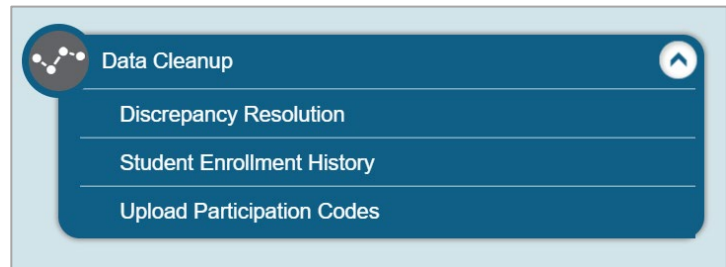 Data Cleanup
Discrepancy Resolution
Student Enrollment History
Upload Participation Codes